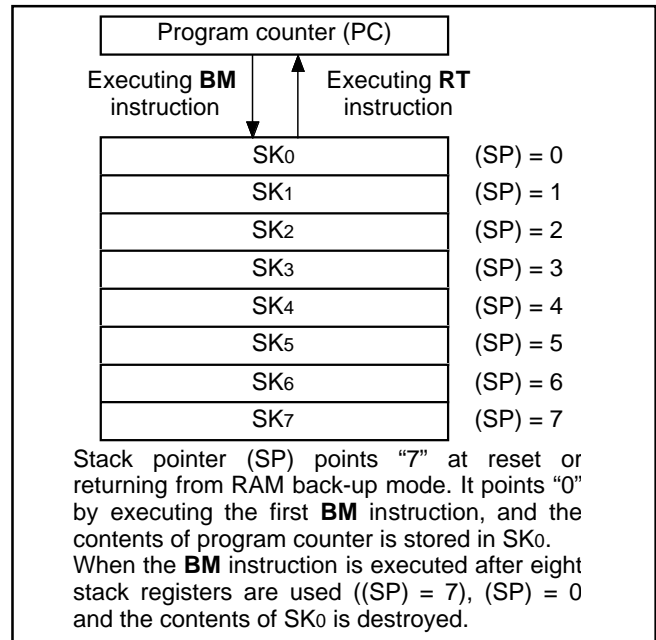 Program counter (PC)
Executing BM instruction
Executing RT instruction
SK0 (SP) = 0
SK1 (SP) = 1
SK2 (SP) = 2
SK3 (SP) = 3
SK4 (SP) = 4
SK5 (SP) = 5
SK6 (SP) = 6
SK7 (SP) = 7
Stack pointer (SP) points “7” at reset or
returning from RAM back-up mode. It points “0”
by executing the first BM instruction, and the
contents of program counter is stored in SK0.
When the BM instruction is executed after eight
stack registers are used ((SP) = 7), (SP) = 0
and the contents of SK0 is destroyed.